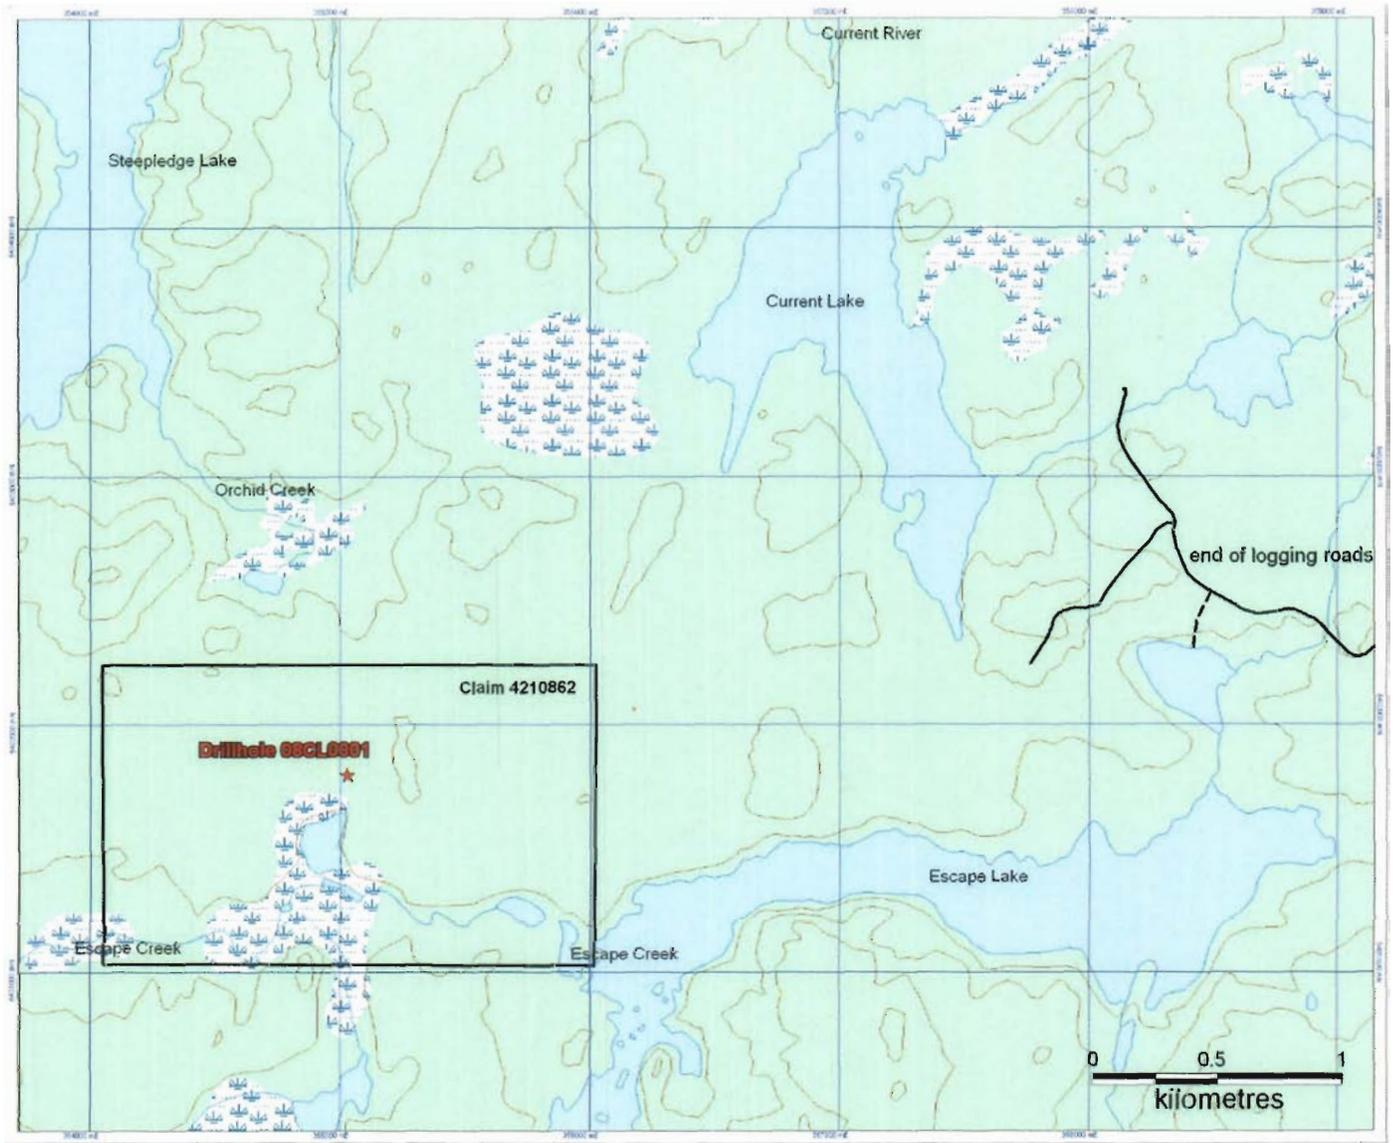 Current River
Steepledge Lake
Current Lake
Orchid Creek
end of logging roads
Claim 4210862
Drillhole 08CL0801
Escape Lake
Escape Creek
Escape Creek
0 0.5 1
kilometres